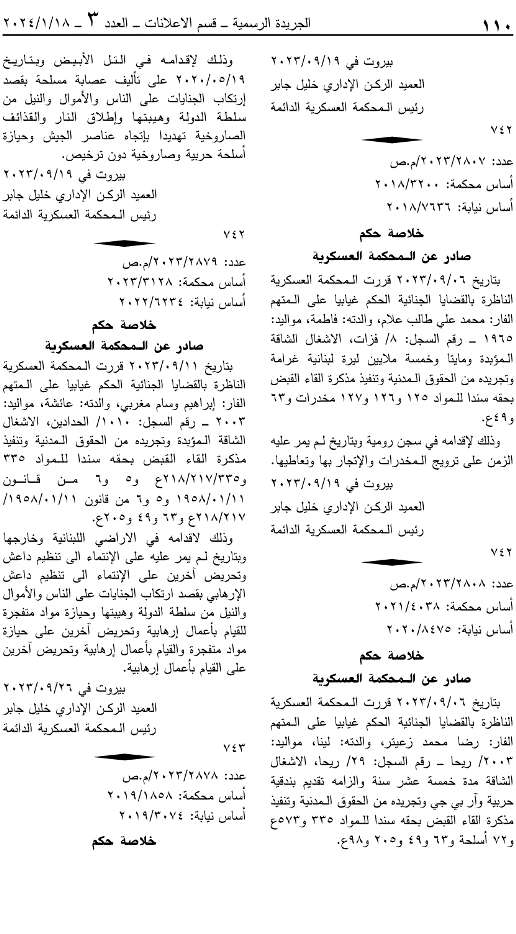 ١١٠
الجريدة الرسمية – قسم الاعلانات – العدد ٣ – ٢٠٢٤/١/١٨
بيروت في ٢٠٢٣/٠٩/١٩
العميد الركن الإداري خليل جابر
رئيس المحكمة العسكرية الدائمة
٧٤٢
عدد: ٢٠٢٣/٢٨٠٧/م.ص
أساس محكمة: ٢٠١٨/٣٢٠٠
أساس نيابة: ٢٠١٨/٧٦٣٦
خلاصة حكم
صادر عن المحكمة العسكرية
بتاريخ ٢٠٢٣/٠٩/٠٦ قررت المحكمة العسكرية
الناظرة بالقضايا الجنائية الحكم غيابيا على المتهم
الفار: محمد علي طالب علام، والدته: فاطمة، مواليد:
١٩٦٥ – رقم السجل: ٨/ فزات، الاشغال الشاقة
المؤبدة ومايتا وخمسة ملايين ليرة لبنانية غرامة
وتجريده من الحقوق المدنية وتنفيذ مذكرة القاء القبض
بحقه سندا للمواد ١٢٥ و١٢٦ و١٢٧ مخدرات و٦٣
و٤٩ع.
وذلك لإقدامه في سجن رومية وبتاريخ لم يمر عليه
الزمن على ترويج المخدرات والإتجار بها وتعاطيها.
بيروت في ٢٠٢٣/٠٩/١٩
العميد الركن الإداري خليل جابر
رئيس المحكمة العسكرية الدائمة
٧٤٢
عدد: ٢٠٢٣/٢٨٠٨/م.ص
أساس محكمة: ٢٠٢١/٤٠٣٨
أساس نيابة: ٢٠٢٠/٨٤٧٥
خلاصة حكم
صادر عن المحكمة العسكرية
بتاريخ ٢٠٢٣/٠٩/٠٦ قررت المحكمة العسكرية
الناظرة بالقضايا الجنائية الحكم غيابيا على المتهم
الفار: رضا محمد زعيتر، والدته: لينا، مواليد:
٢٠٠٣/ ريحا – رقم السجل: ٢٩/ ريحا، الاشغال
الشاقة مدة خمسة عشر سنة والزامه تقديم بندقية
حربية وآر بي جي وتجريده من الحقوق المدنية وتنفيذ
مذكرة القاء القبض بحقه سندا للمواد ٣٣٥ و٥٧٣ع
و٧٢ أسلحة و٦٣ و٤٩ و٢٠٥ و٩٨ع.
وذلك لإقدامه في التل الأبيض وبتاريخ
٢٠٢٠/٠٥/١٩ على تأليف عصابة مسلحة بقصد
إرتكاب الجنايات على الناس والأموال والنيل من
سلطة الدولة وهيبتها وإطلاق النار والقذائف
الصاروخية تهديدا بإتجاه عناصر الجيش وحيازة
أسلحة حربية وصاروخية دون ترخيص.
بيروت في ٢٠٢٣/٠٩/١٩
العميد الركن الإداري خليل جابر
رئيس المحكمة العسكرية الدائمة
٧٤٢
عدد: ٢٠٢٣/٢٨٧٩/م.ص
أساس محكمة: ٢٠٢٣/٣١٢٨
أساس نيابة: ٢٠٢٢/٦٢٣٤
خلاصة حكم
صادر عن المحكمة العسكرية
بتاريخ ٢٠٢٣/٠٩/١١ قررت المحكمة العسكرية
الناظرة بالقضايا الجنائية الحكم غيابيا على المتهم
الفار: إبراهيم وسام مغربي، والدته: عائشة، مواليد:
٢٠٠٣ – رقم السجل: ١٠١٠/ الحدادين، الاشغال
الشاقة المؤبدة وتجريده من الحقوق المدنية وتنفيذ
مذكرة القاء القبض بحقه سندا للمواد ٣٣٥
و٢١٨/٢١٧/٣٣٥ع و٥ و٦ من قانون
١٩٥٨/٠١/١١ و٥ و٦ من قانون ١٩٥٨/٠١/١١/
٢١٨/٢١٧ع و٦٣ و٤٩ و٢٠٥ع.
وذلك لاقدامه في الاراضي اللبنانية وخارجها
وبتاريخ لم يمر عليه على الإنتماء الى تنظيم داعش
وتحريض آخرين على الإنتماء الى تنظيم داعش
الإرهابي بقصد ارتكاب الجنايات على الناس والأموال
والنيل من سلطة الدولة وهيبتها وحيازة مواد متفجرة
للقيام بأعمال إرهابية وتحريض آخرين على حيازة
مواد متفجرة والقيام بأعمال إرهابية وتحريض آخرين
على القيام بأعمال إرهابية.
بيروت في ٢٠٢٣/٠٩/٢٦
العميد الركن الإداري خليل جابر
رئيس المحكمة العسكرية الدائمة
٧٤٣
عدد: ٢٠٢٣/٢٨٧٨/م.ص
أساس محكمة: ٢٠١٩/١٨٥٨
أساس نيابة: ٢٠١٩/٣٠٧٤
خلاصة حكم